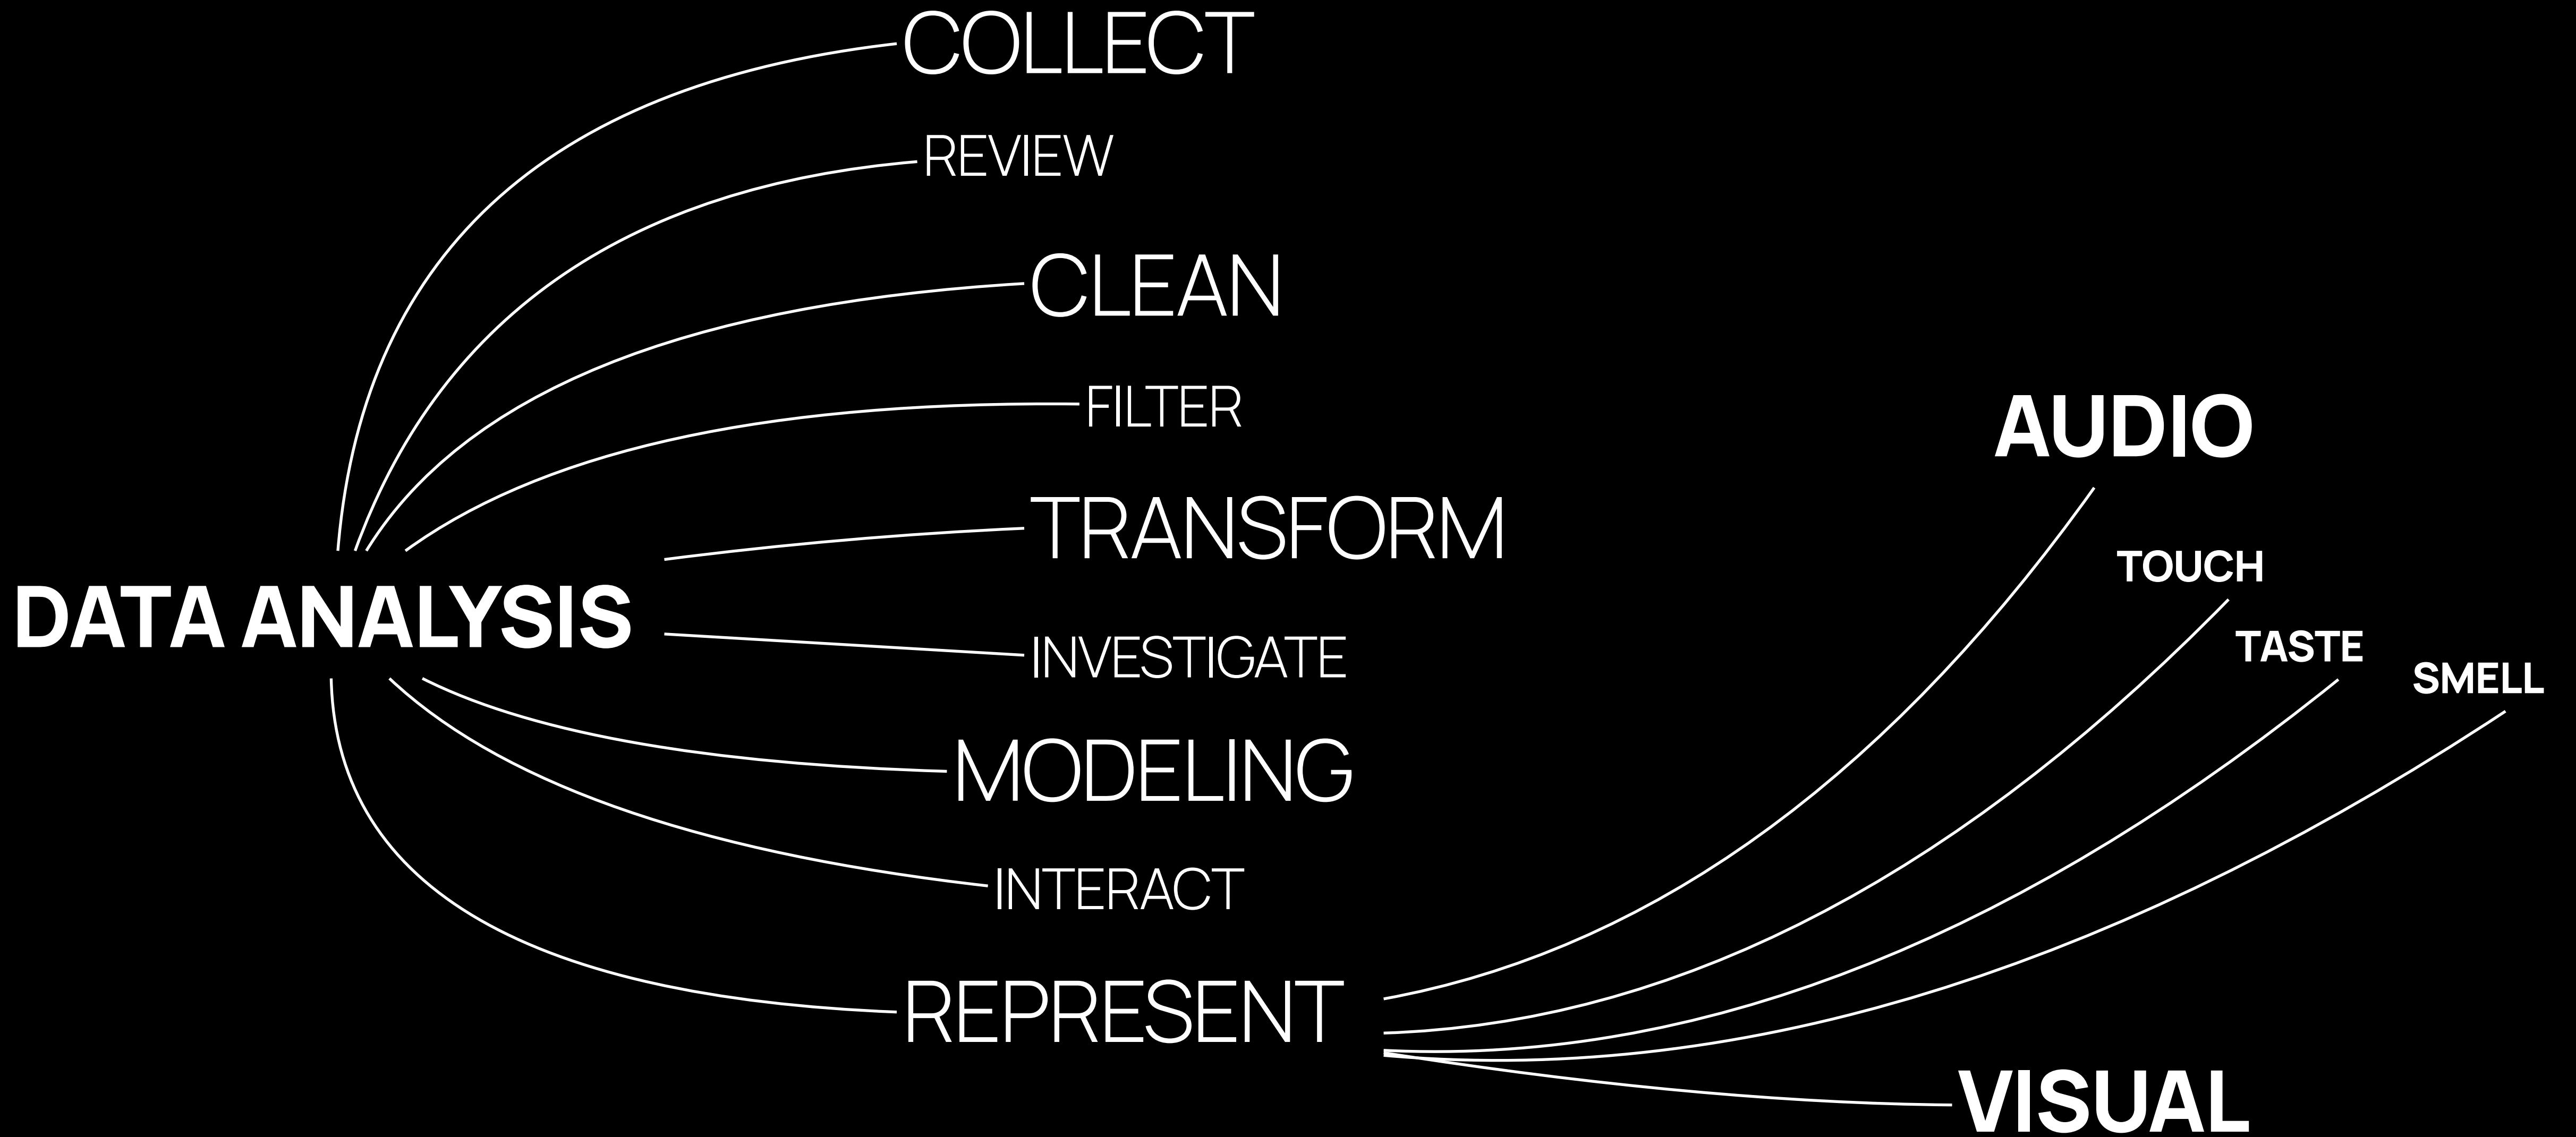 COLLECT
REVIEW
CLEAN
FILTER
TRANSFORM
DATA ANALYSIS
INVESTIGATE
MODELING
INTERACT
REPRESENT
AUDIO
TOUCH
TASTE
SMELL
VISUAL